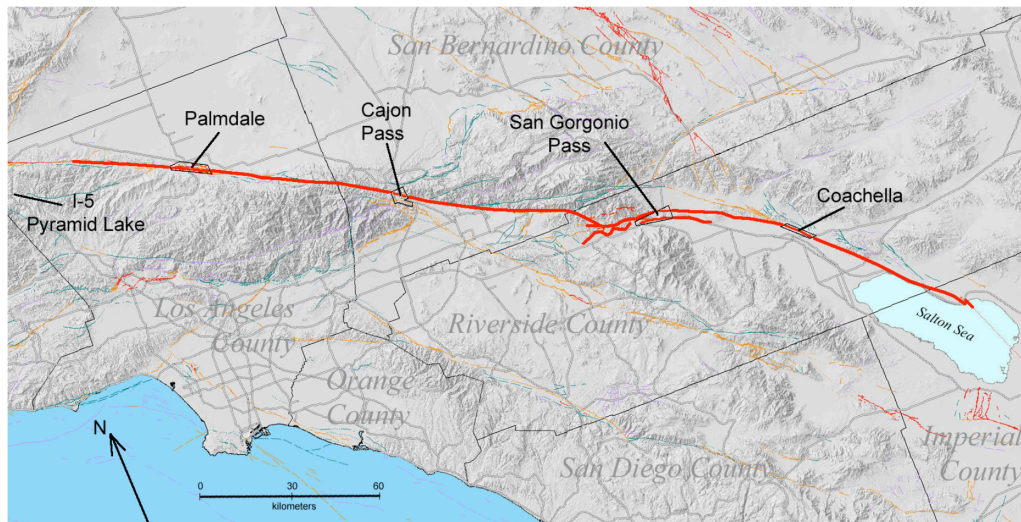 San Bernardino County
Palmdale
Cajon
Pass
San Gorgonio
Pass
I-5
Pyramid Lake
Coachella
Los Angeles
County
Riverside County
Salton Sea
Orange
County
N
San Diego County
Imperial
County
0
30
60
kilometers